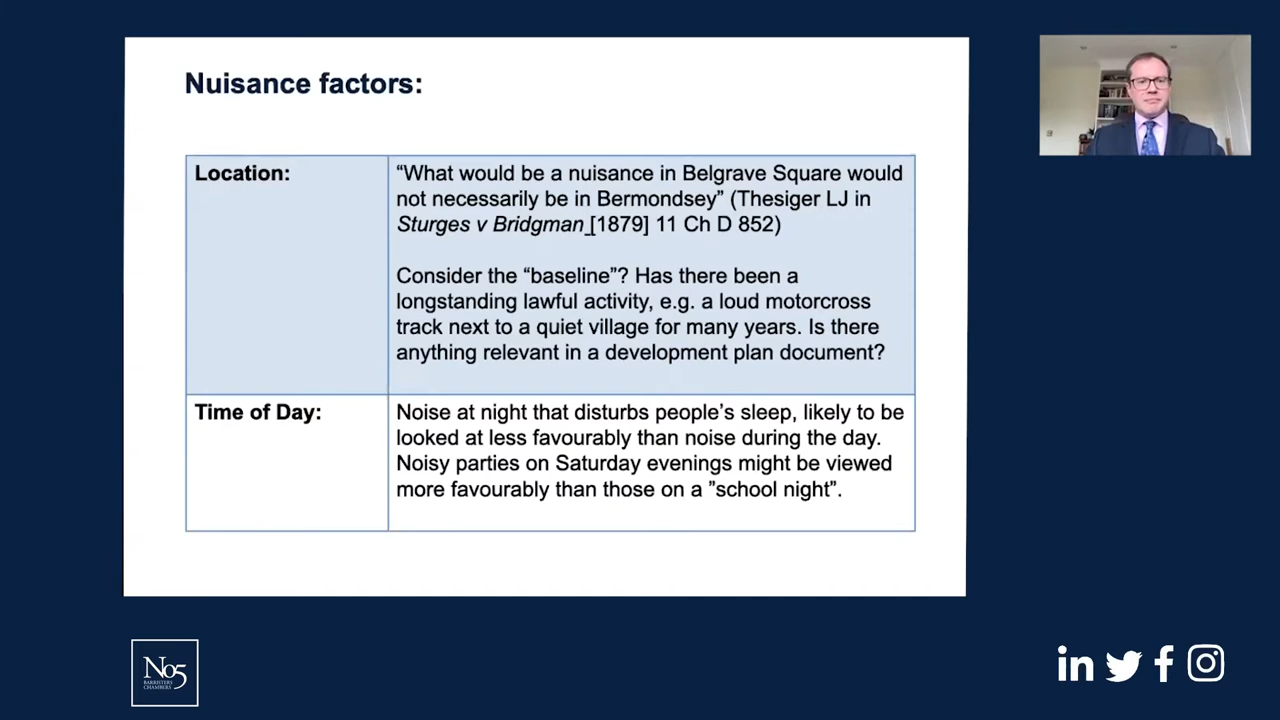 Nuisance factors:
Location:
“What would be a nuisance in Belgrave Square would
not necessarily be in Bermondsey” (Thesiger LJ in
Sturges v Bridgman [1879] 11 Ch D 852)
Consider the “baseline”? Has there been a
longstanding lawful activity, e.g. a loud motorcross
track next to a quiet village for many years. Is there
anything relevant in a development plan document?
Time of Day:
Noise at night that disturbs people’s sleep, likely to be
looked at less favourably than noise during the day.
Noisy parties on Saturday evenings might be viewed
more favourably than those on a ”school night”.
No5
BARRISTERS
CHAMBERS
in